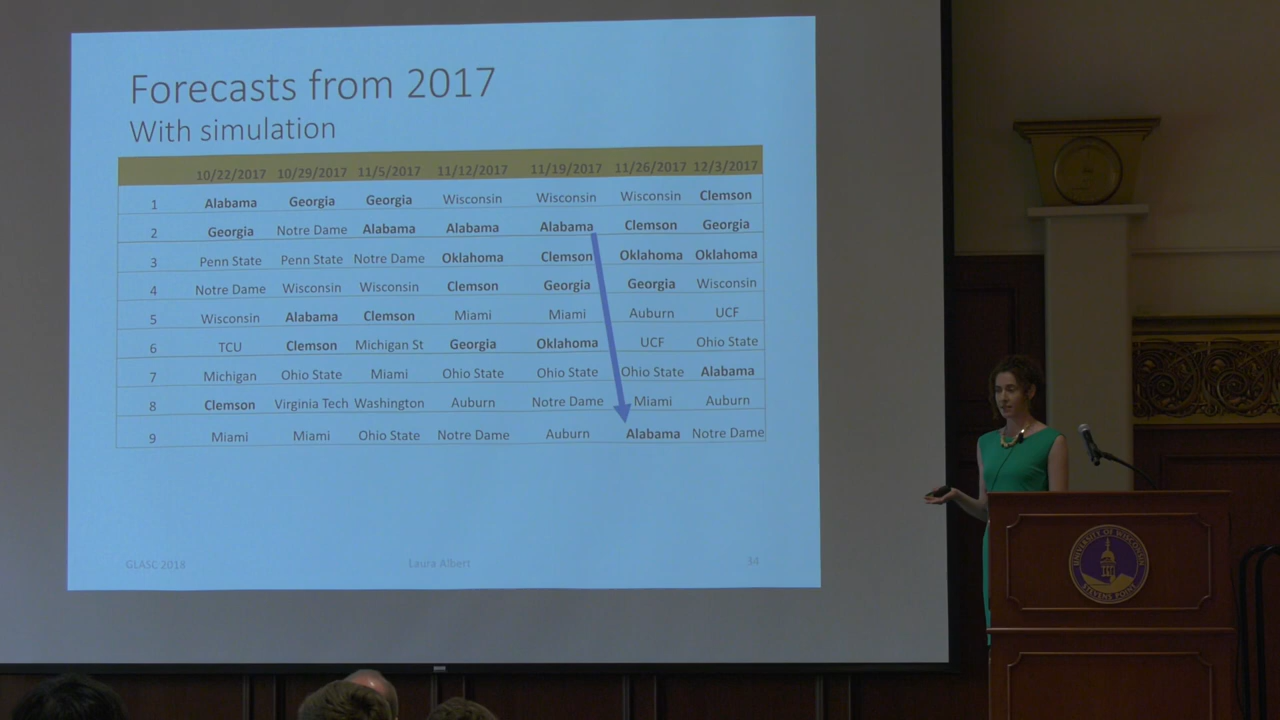 Forecasts from 2017
With simulation
10/22/2017 10/29/2017 11/5/2017 11/12/2017 11/19/2017 11/26/2017 12/3/2017
1 Alabama Georgia Georgia Wisconsin Wisconsin Wisconsin Clemson
2 Georgia Notre Dame Alabama Alabama Alabama Clemson Georgia
3 Penn State Penn State Notre Dame Oklahoma Clemson Oklahoma Oklahoma
4 Notre Dame Wisconsin Wisconsin Clemson Georgia Georgia Wisconsin
5 Wisconsin Alabama Clemson Miami Miami Auburn UCF
6 TCU Clemson Michigan St Georgia Oklahoma UCF Ohio State
7 Michigan Ohio State Miami Ohio State Ohio State Ohio State Alabama
8 Clemson Virginia Tech Washington Auburn Notre Dame Miami Auburn
9 Miami Miami Ohio State Notre Dame Auburn Alabama Notre Dame
GLASC 2018 Laura Albert 34
UNIVERSITY OF WISCONSIN
STEVENS POINT